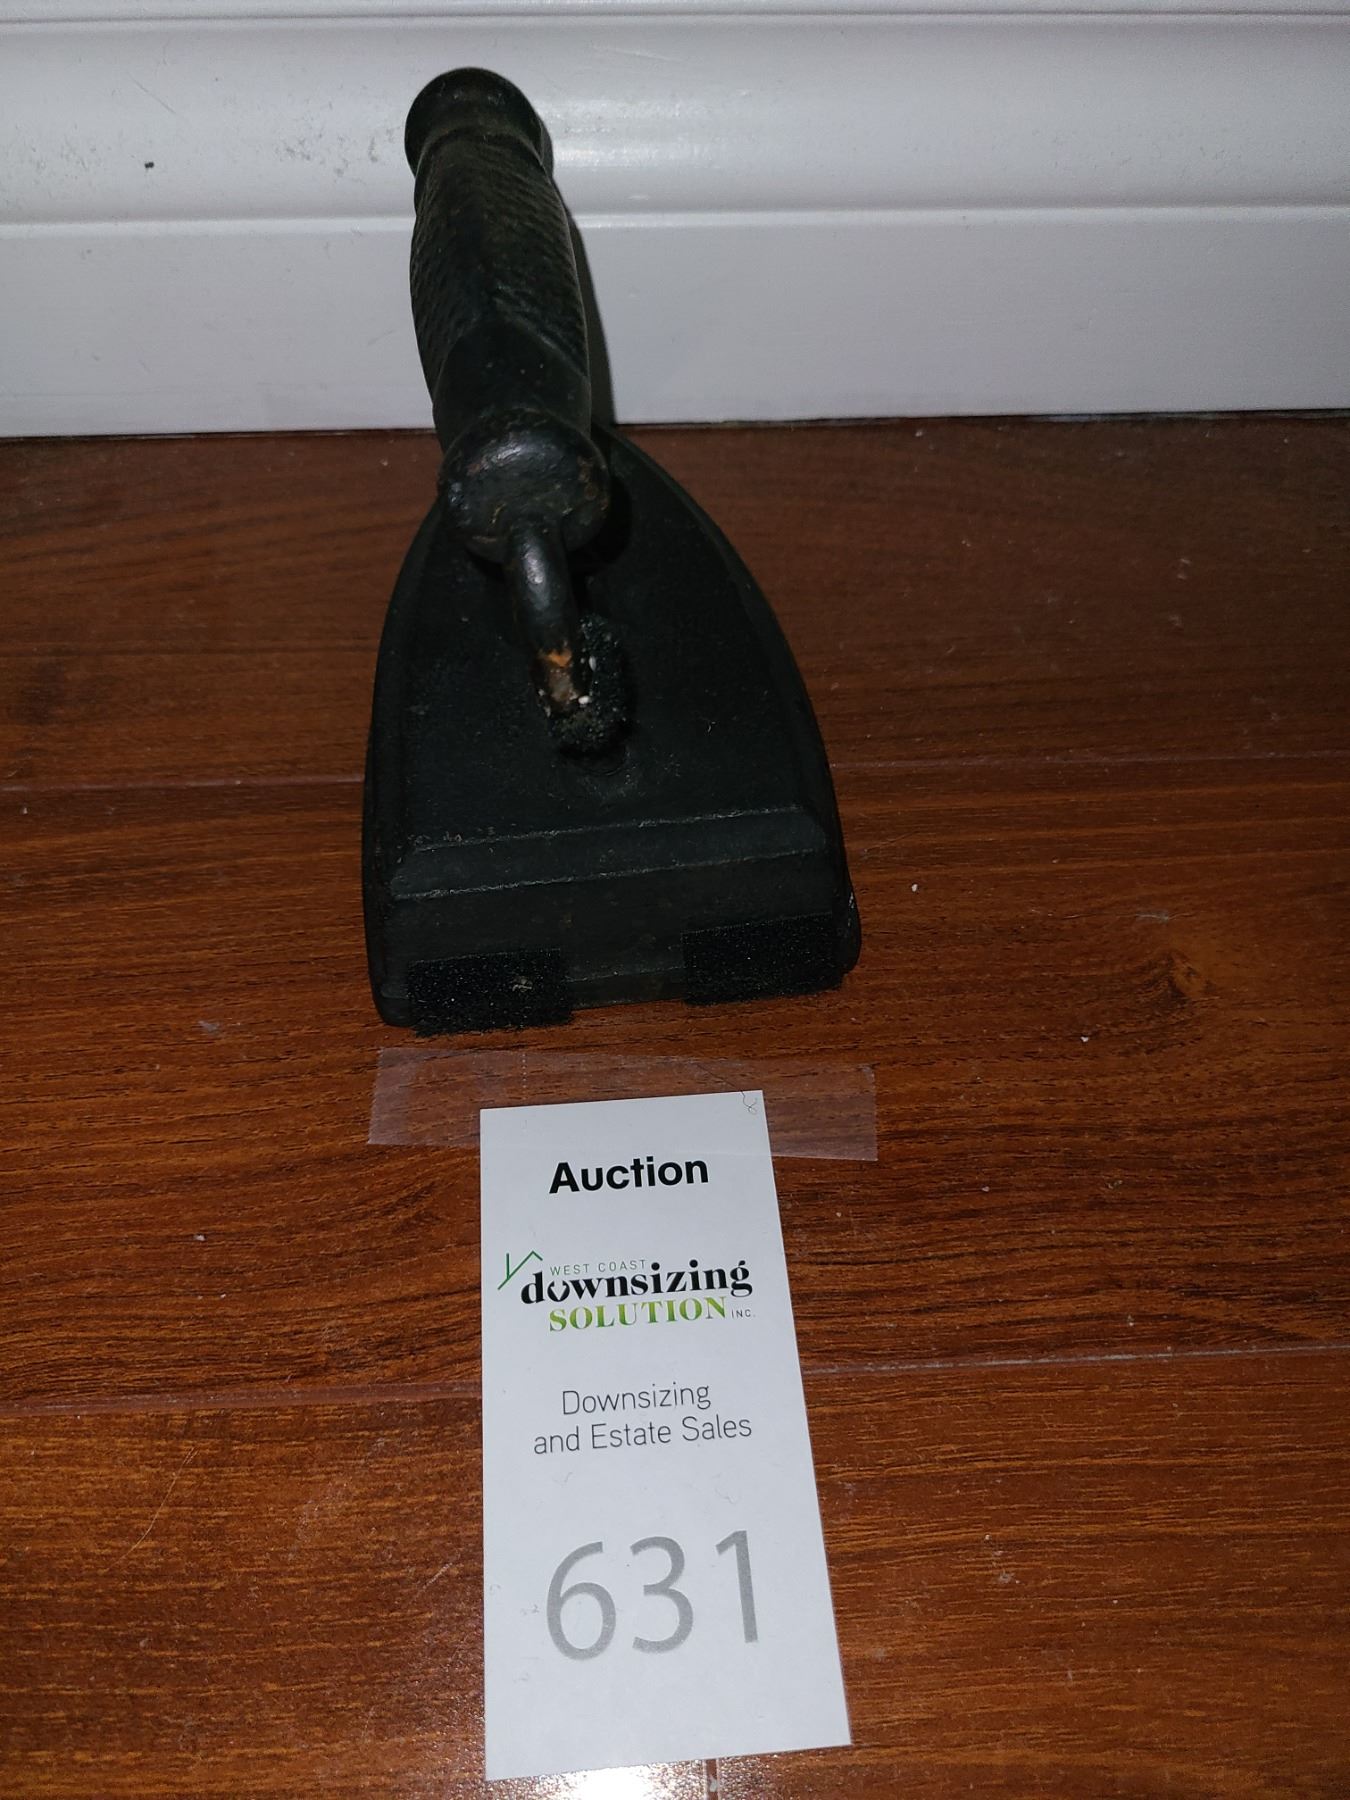 Auction
WEST COAST
downsizing
SOLUTION INC.
Downsizing
and Estate Sales
631